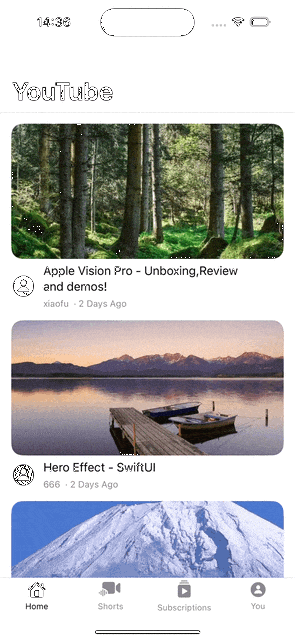 14:36
YouTube
Apple Vision Pro - Unboxing,Review
and demos!
xiaofu · 2 Days Ago
Hero Effect - SwiftUI
666 · 2 Days Ago
Home
Shorts
Subscriptions
You